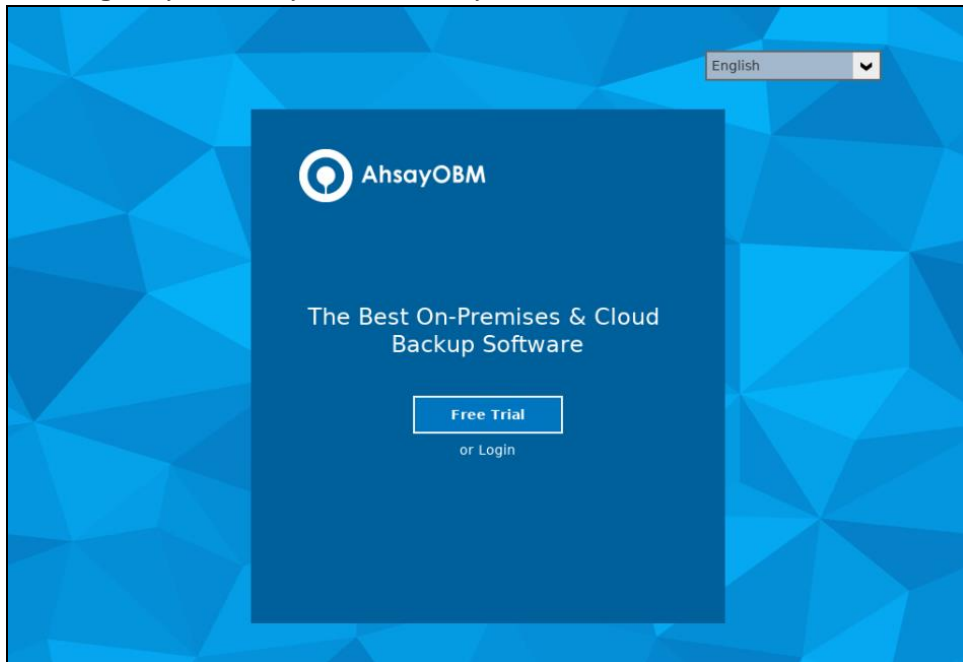 English
AhsayOBM
The Best On-Premises & Cloud
Backup Software
Free Trial
or Login